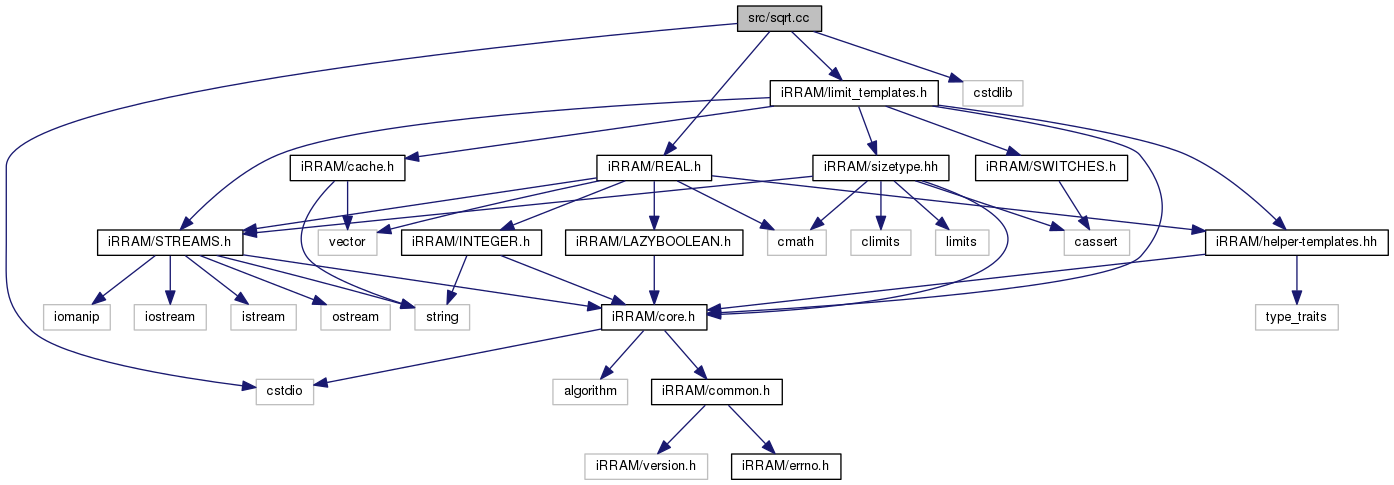 src/sqrt.cc
iRRAM/limit_templates.h
cstdlib
iRRAM/cache.h
iRRAM/REAL.h
iRRAM/sizetype.hh
iRRAM/SWITCHES.h
iRRAM/STREAMS.h
vector
iRRAM/INTEGER.h
iRRAM/LAZYBOOLEAN.h
cmath
climits
limits
cassert
iRRAM/helper-templates.hh
iomanip
iostream
istream
ostream
string
iRRAM/core.h
type_traits
cstdio
algorithm
iRRAM/common.h
iRRAM/version.h
iRRAM/errno.h